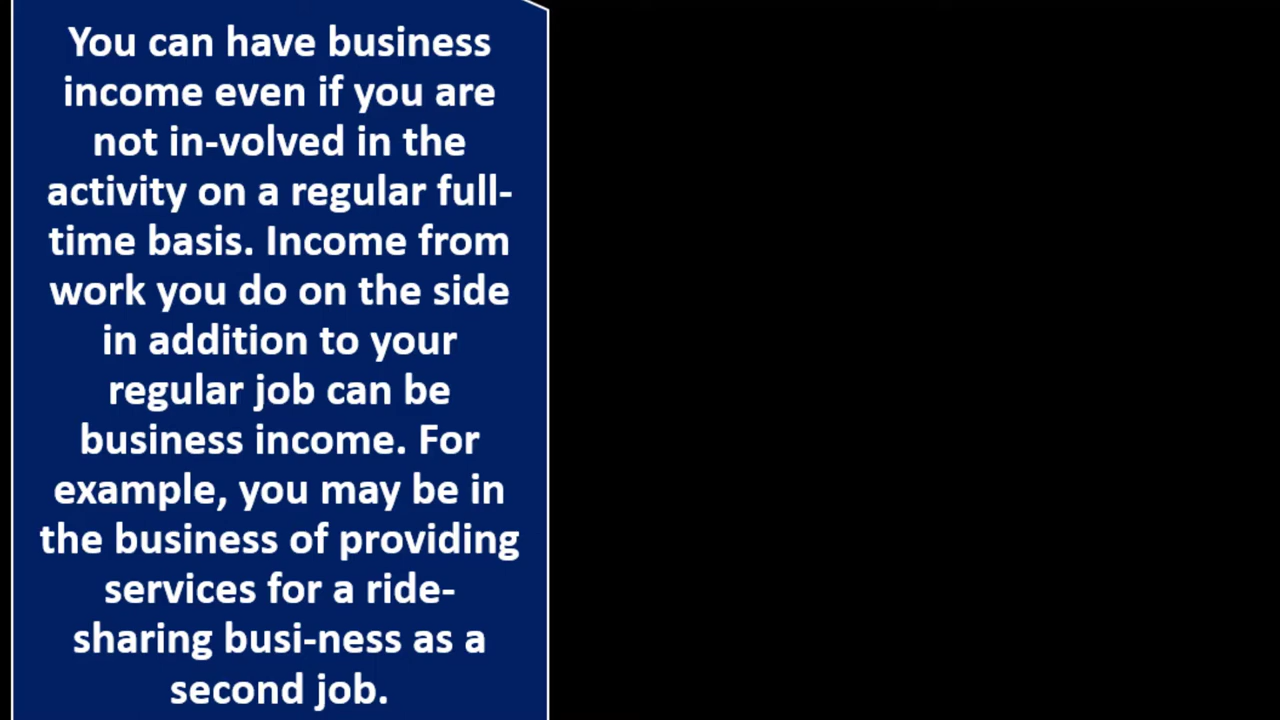 You can have business
income even if you are
not in-volved in the
activity on a regular full-
time basis. Income from
work you do on the side
in addition to your
regular job can be
business income. For
example, you may be in
the business of providing
services for a ride-
sharing busi-ness as a
second job.